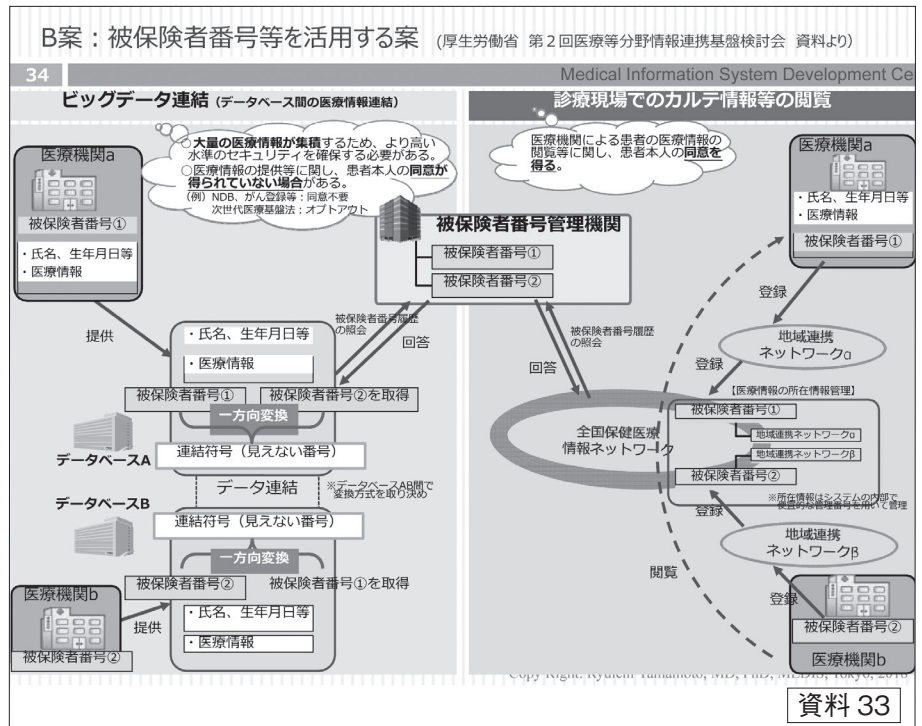 B案：被保険者番号等を活用する案 (厚生労働省 第２回医療等分野情報連携基盤検討会 資料より)
34
Medical Information System Development Ce
ビッグデータ連結 (データベース間の医療情報連結)
○大量の医療情報が集積するため、より高い
水準のセキュリティを確保する必要がある。
○医療情報の提供等に関し、患者本人の同意が
得られていない場合がある。
（例）NDB、がん登録等：同意不要
次世代医療基盤法：オプトアウト
医療機関a
被保険者番号①
・氏名、生年月日等
・医療情報
提供
・氏名、生年月日等
・医療情報
被保険者番号①
被保険者番号②を取得
一方向変換
連結符号（見えない番号）
データベースA
データ連結
※データベースAB間で
変換方式を取り決め
データベースB
連結符号（見えない番号）
一方向変換
被保険者番号②
被保険者番号①を取得
・氏名、生年月日等
・医療情報
医療機関b
被保険者番号②
提供
被保険者番号管理機関
被保険者番号①
被保険者番号②
被保険者番号履歴
の照会
回答
被保険者番号履歴
の照会
回答
診療現場でのカルテ情報等の閲覧
医療機関による患者の医療情報の
閲覧等に関し、患者本人の同意を
得る。
医療機関a
・氏名、生年月日等
・医療情報
被保険者番号①
登録
地域連携
ネットワークα
登録
【医療情報の所在情報管理】
被保険者番号①
地域連携ネットワークα
地域連携ネットワークβ
被保険者番号②
※所在情報はシステムの内部で
便宜的な管理番号を用いて管理
全国保健医療
情報ネットワーク
登録
地域連携
ネットワークβ
閲覧
登録
被保険者番号②
医療機関b
Copy Right: Ryuichi Yamamoto, MD, PhD, MEDIS, Tokyo, 2018
資料 33